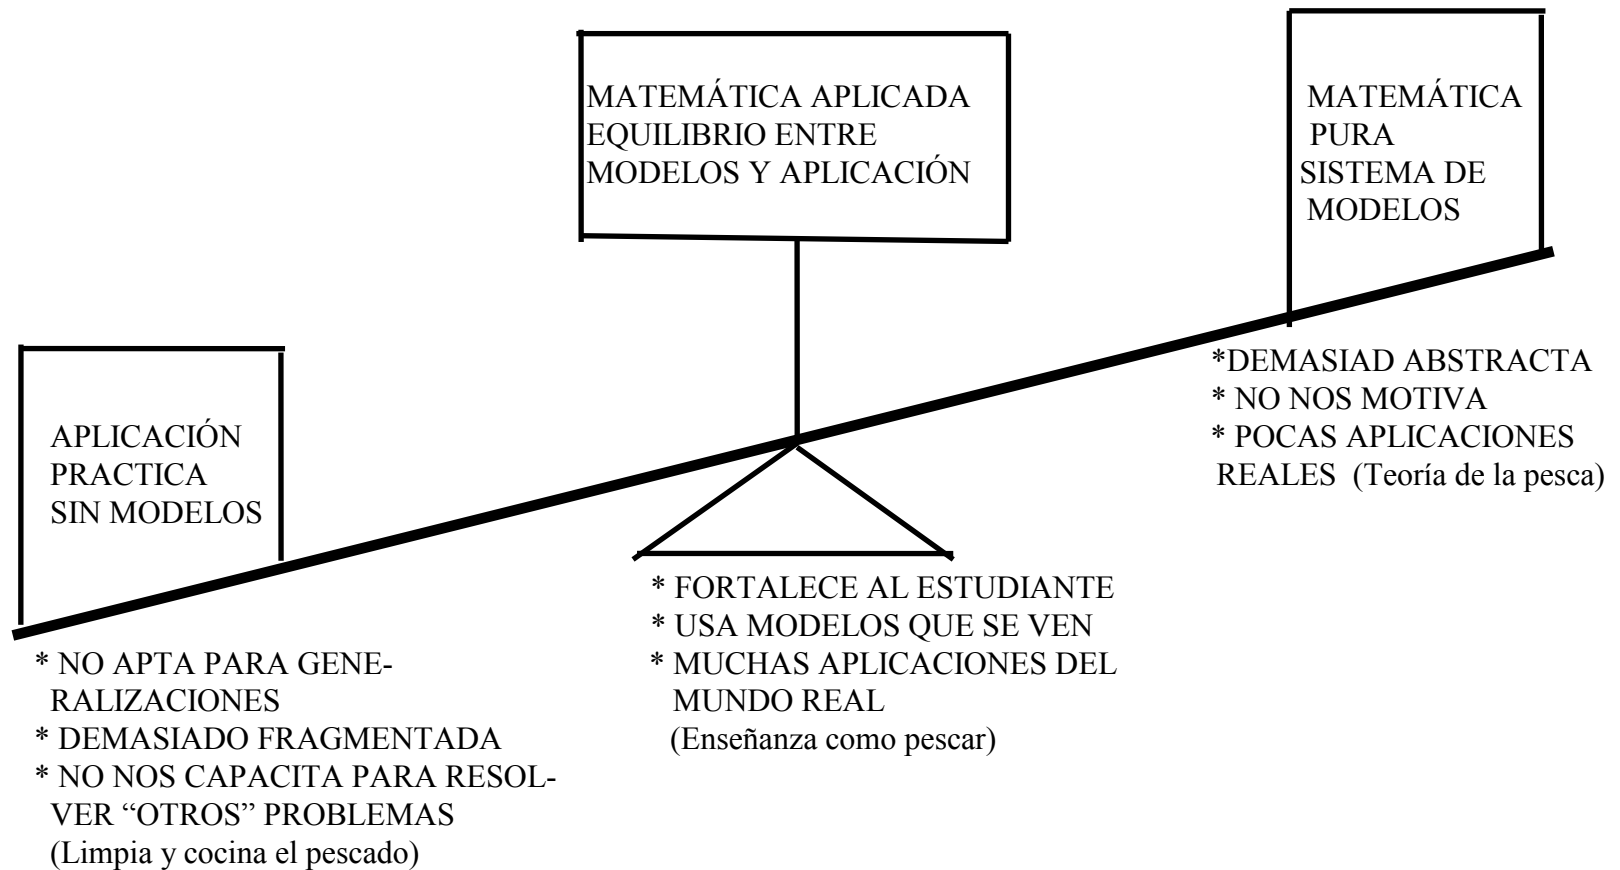 MATEMÁTICA APLICADA
EQUILIBRIO ENTRE
MODELOS Y APLICACIÓN
MATEMÁTICA
PURA
SISTEMA DE
MODELOS
APLICACIÓN
PRACTICA
SIN MODELOS
*DEMASIAD ABSTRACTA
* NO NOS MOTIVA
* POCAS APLICACIONES
REALES (Teoría de la pesca)
* FORTALECE AL ESTUDIANTE
* USA MODELOS QUE SE VEN
* MUCHAS APLICACIONES DEL
MUNDO REAL
(Enseñanza como pescar)
* NO APTA PARA GENE-
RALIZACIONES
* DEMASIADO FRAGMENTADA
* NO NOS CAPACITA PARA RESOL-
VER “OTROS” PROBLEMAS
(Limpia y cocina el pescado)